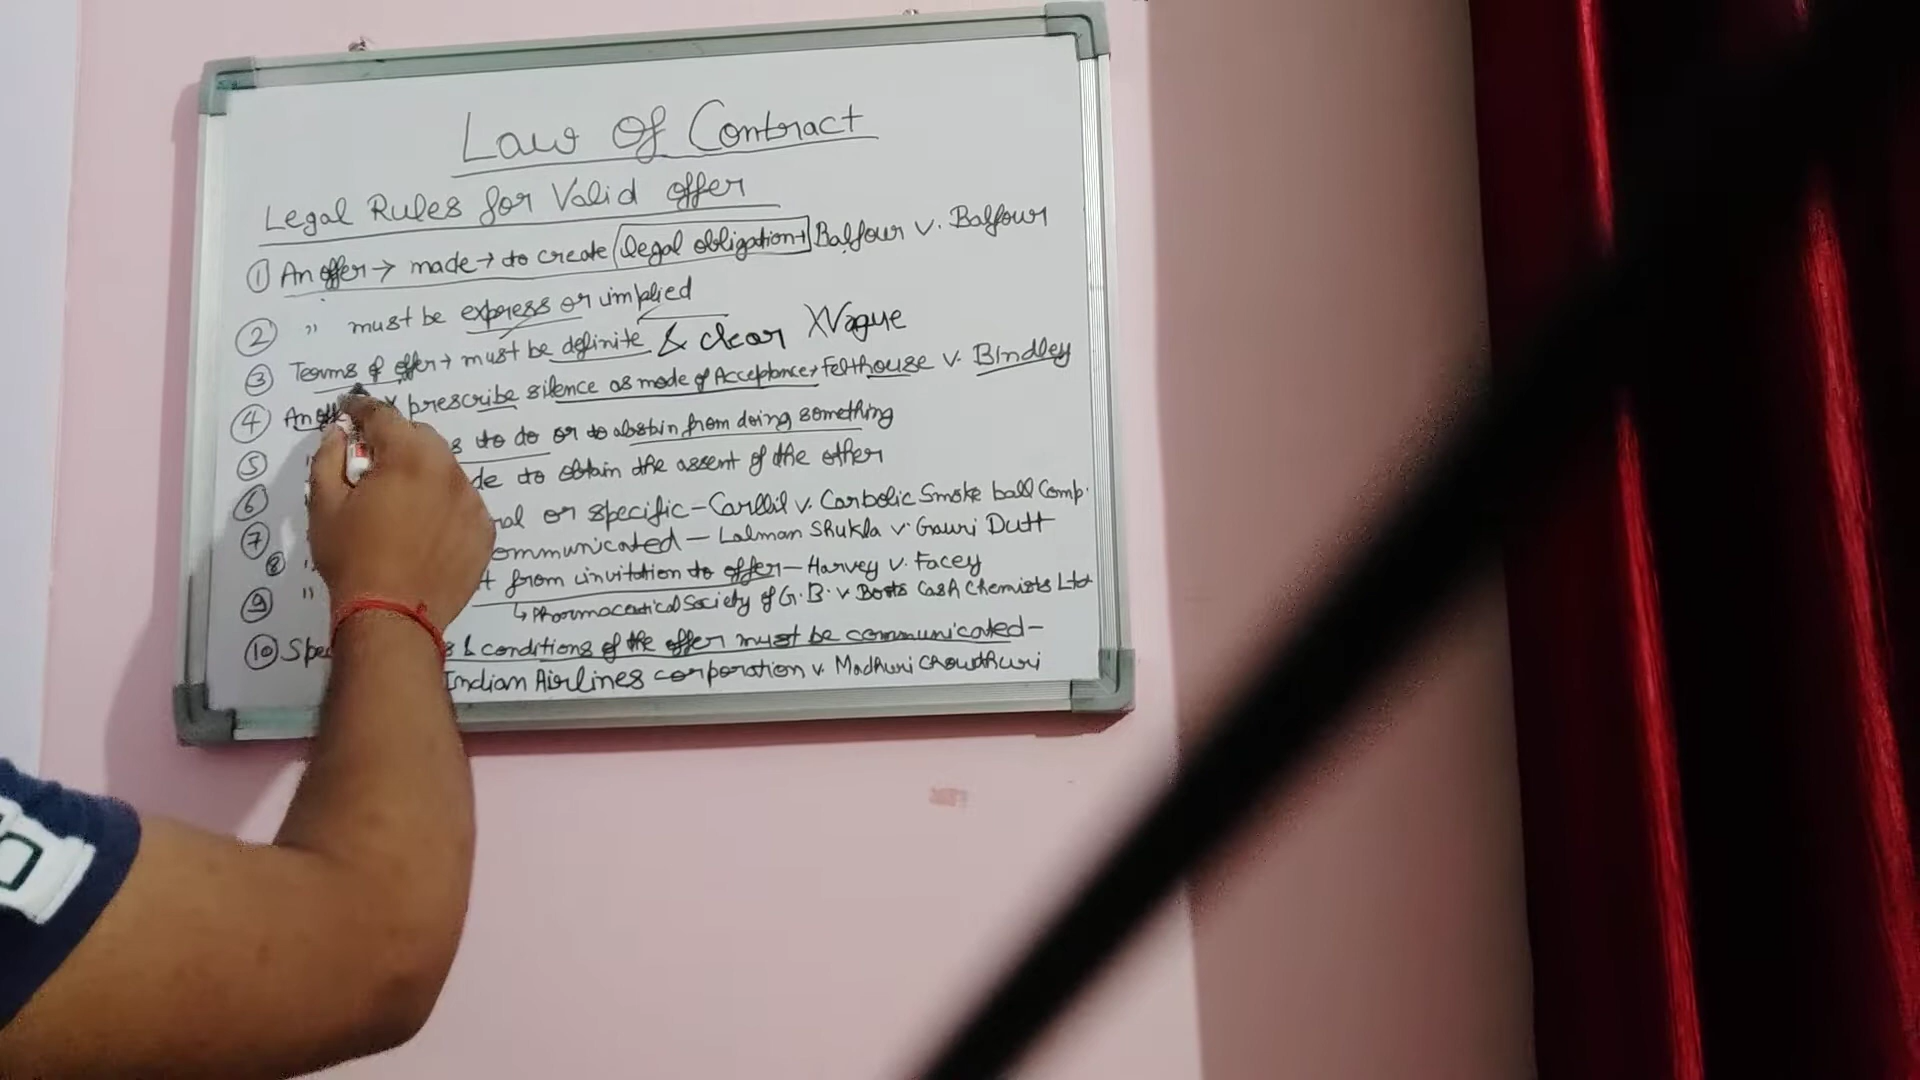 Law Of Contract
Legal Rules for Valid offer
① An offer → made → to create legal obligation → Balfour v. Balfour
② " must be express or implied
③ Terms of offer → must be definite & clear X Vague
④ An X prescribe silence as mode of Acceptance → Felthouse v. Bindley
⑤ " s to do or to abstain from doing something
⑥ de to obtain the assent of the other
⑦ ral or specific - Carllil v. Carbolic Smoke ball Comp.
⑧ " ommunicated - Lalman Shukla v. Gauri Dutt
⑨ " t from invitation to offer - Harvey v. Facey
↳ Pharmaceutical Society of G.B. v Boots Cash Chemists Ltd
⑩ Spe s & conditions of the offer must be communicated -
Indian Airlines corporation v. Madhuri Chowdhuri